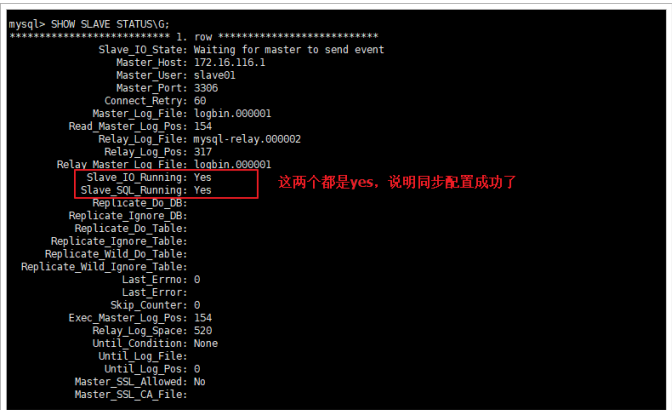 mysql> SHOW SLAVE STATUS\G;
*************************** 1. row ***************************
Slave_IO_State: Waiting for master to send event
Master_Host: 172.16.116.1
Master_User: slave01
Master_Port: 3306
Connect_Retry: 60
Master_Log_File: logbin.000001
Read_Master_Log_Pos: 154
Relay_Log_File: mysql-relay.000002
Relay_Log_Pos: 317
Relay_Master_Log_File: logbin.000001
Slave_IO_Running: Yes
Slave_SQL_Running: Yes
这两个都是yes，说明同步配置成功了
Replicate_Do_DB:
Replicate_Ignore_DB:
Replicate_Do_Table:
Replicate_Ignore_Table:
Replicate_Wild_Do_Table:
Replicate_Wild_Ignore_Table:
Last_Errno: 0
Last_Error:
Skip_Counter: 0
Exec_Master_Log_Pos: 154
Relay_Log_Space: 520
Until_Condition: None
Until_Log_File:
Until_Log_Pos: 0
Master_SSL_Allowed: No
Master_SSL_CA_File: